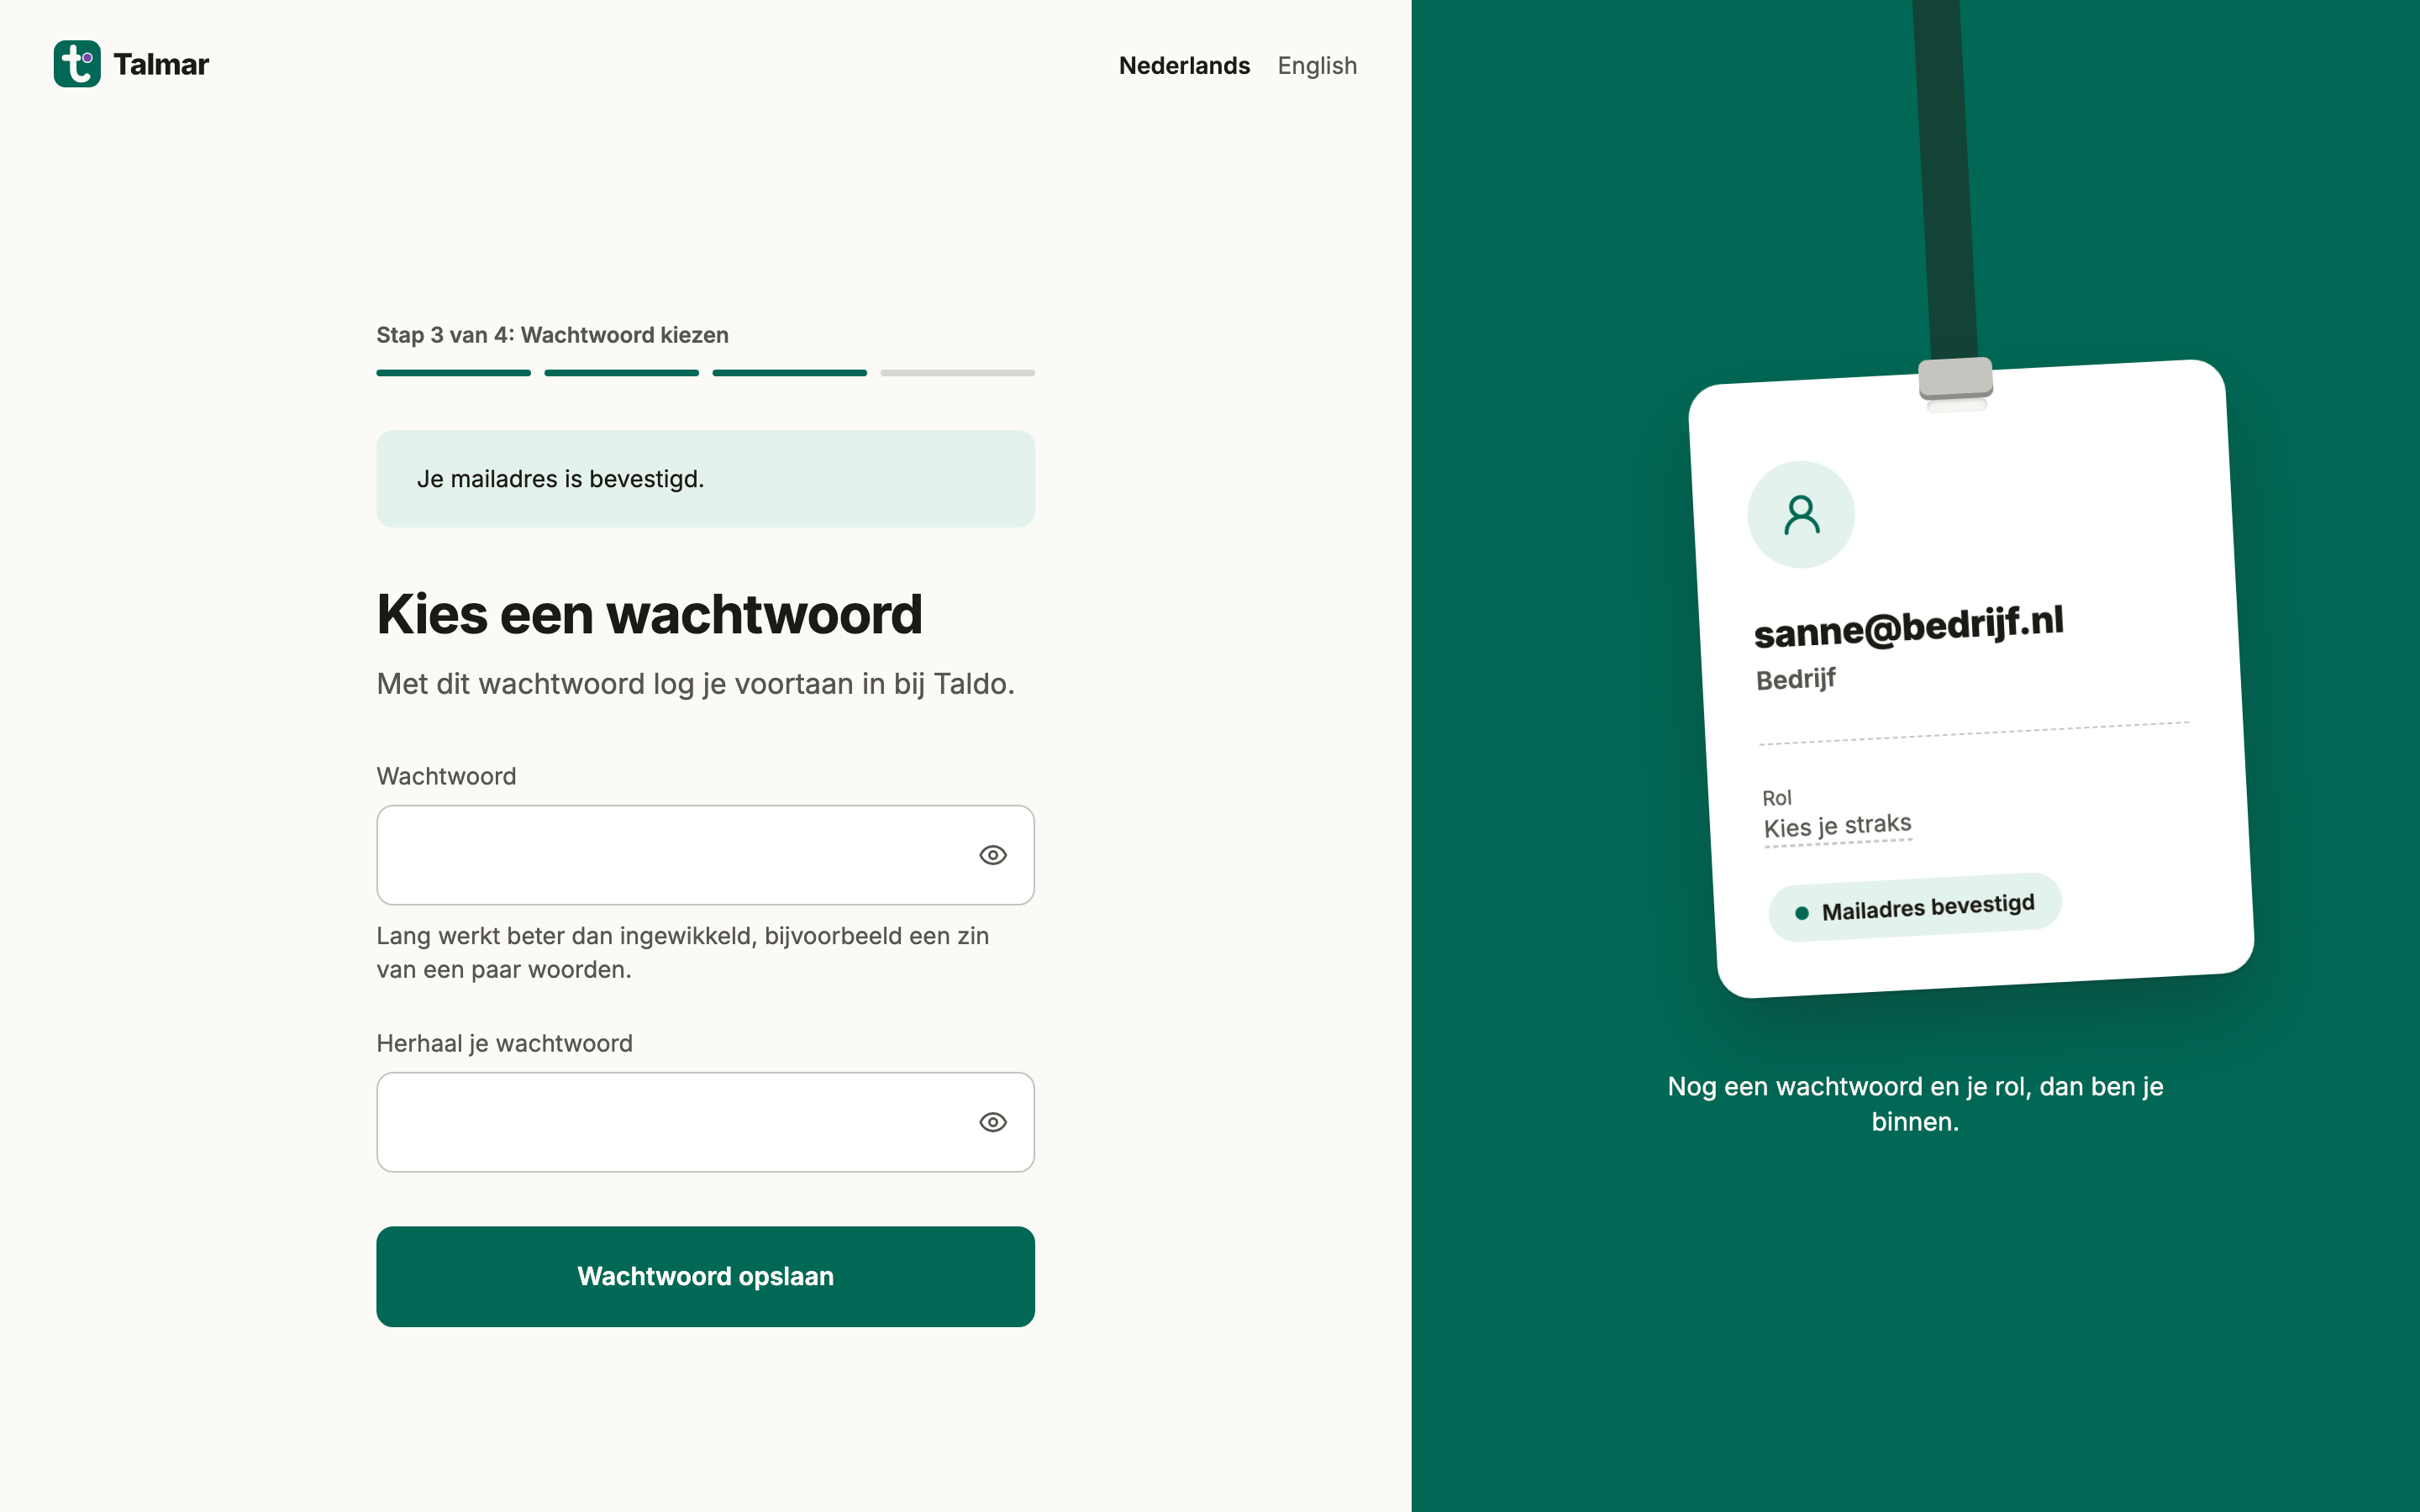 Talmar
Nederlands English
Stap 3 van 4: Wachtwoord kiezen
Je mailadres is bevestigd.
Kies een wachtwoord
Met dit wachtwoord log je voortaan in bij Taldo.
Wachtwoord
Lang werkt beter dan ingewikkeld, bijvoorbeeld een zin
van een paar woorden.
Herhaal je wachtwoord
Wachtwoord opslaan
sanne@bedrijf.nl
Bedrijf
Rol
Kies je straks
Mailadres bevestigd
Nog een wachtwoord en je rol, dan ben je
binnen.